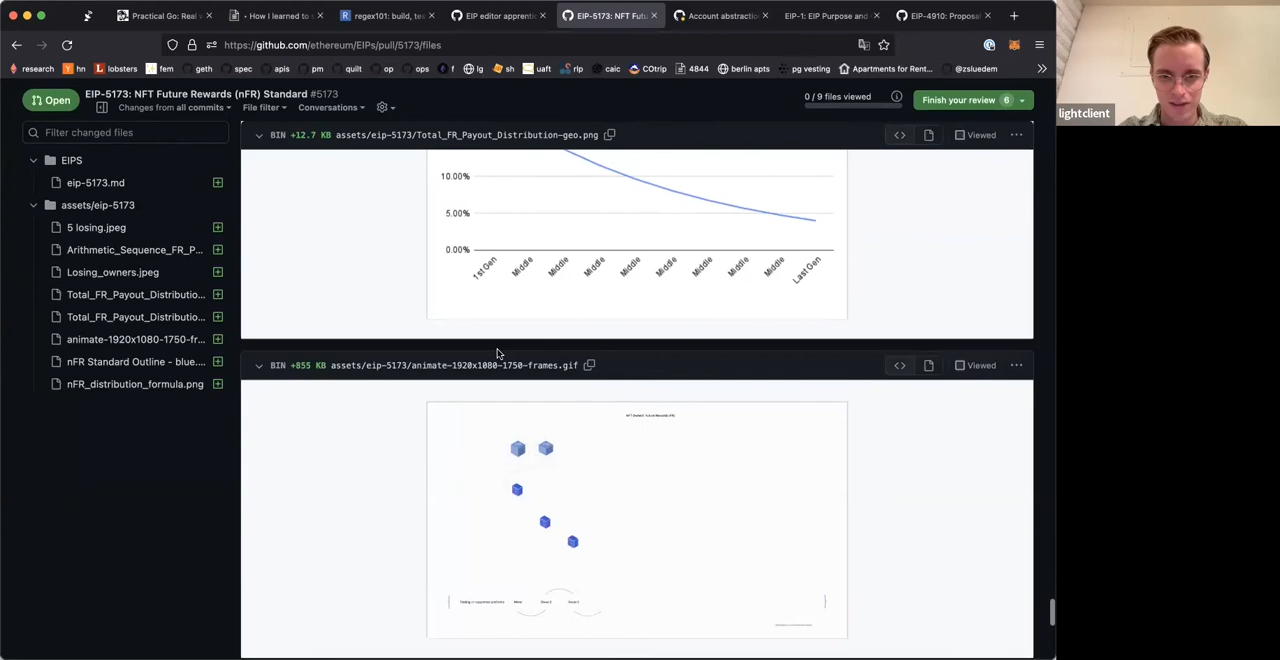 Practical Go: Real w
• How I learned to s
regex101: build, tes
EIP editor apprentic
EIP-5173: NFT Futu
Account abstractio
EIP-1: EIP Purpose and
EIP-4910: Proposal
https://github.com/ethereum/EIPs/pull/5173/files
research
hn
lobsters
fem
geth
spec
apis
pm
quilt
op
ops
f
lg
sh
uaft
rlp
caic
COtrip
4844
berlin apts
pg vesting
Apartments for Rent...
@zsluedem
lightclient
Open
EIP-5173: NFT Future Rewards (nFR) Standard #5173
Changes from all commits
File filter
Conversations
0 / 9 files viewed
Finish your review 6
Filter changed files
EIPS
eip-5173.md
assets/eip-5173
5 losing.jpeg
Arithmetic_Sequence_FR_P...
Losing_owners.jpeg
Total_FR_Payout_Distributio...
Total_FR_Payout_Distributio...
animate-1920x1080-1750-fr...
nFR Standard Outline - blue....
nFR_distribution_formula.png
BIN +12.7 KB assets/eip-5173/Total_FR_Payout_Distribution-geo.png
Viewed
10.00%
5.00%
0.00%
1st Gen
Middle
Middle
Middle
Middle
Middle
Middle
Middle
Middle
Last Gen
BIN +855 KB assets/eip-5173/animate-1920x1080-1750-frames.gif
Viewed